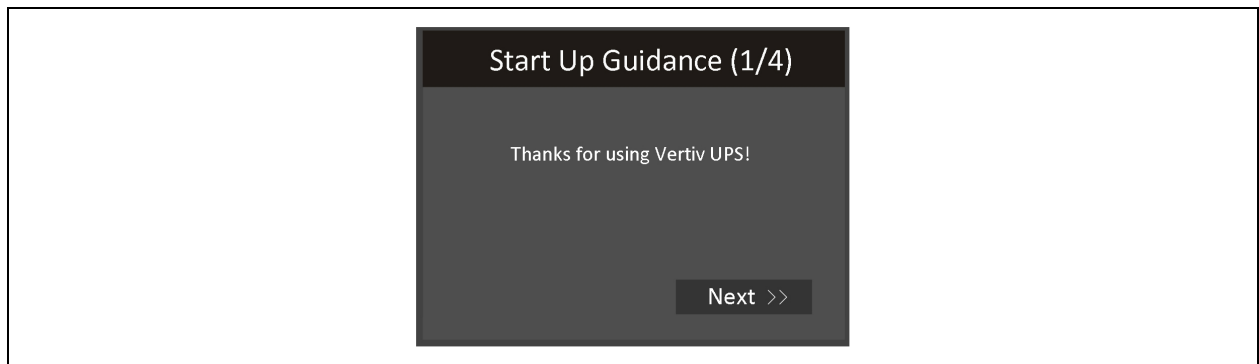 Start Up Guidance (1/4)
Thanks for using Vertiv UPS!
Next >>